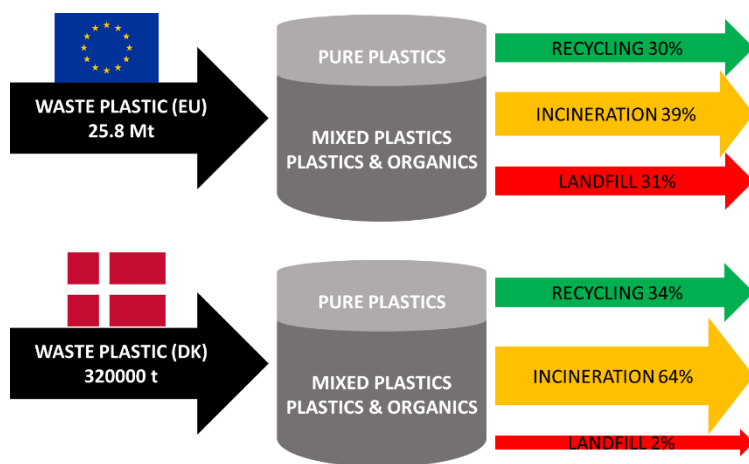 WASTE PLASTIC (EU)
25.8 Mt
PURE PLASTICS
MIXED PLASTICS
PLASTICS & ORGANICS
RECYCLING 30%
INCINERATION 39%
LANDFILL 31%
WASTE PLASTIC (DK)
320000 t
PURE PLASTICS
MIXED PLASTICS
PLASTICS & ORGANICS
RECYCLING 34%
INCINERATION 64%
LANDFILL 2%